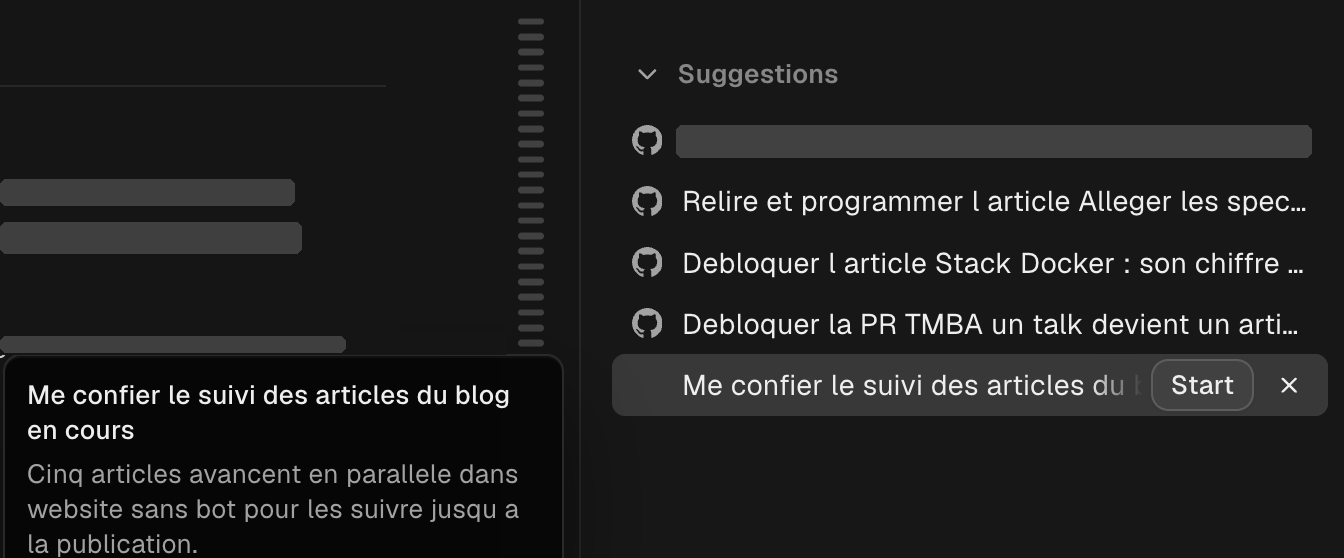 Suggestions
Relire et programmer l article Alleger les spec...
Debloquer l article Stack Docker : son chiffre ...
Debloquer la PR TMBA un talk devient un arti...
Me confier le suivi des articles du
Start
Me confier le suivi des articles du blog
en cours
Cinq articles avancent en parallele dans
website sans bot pour les suivre jusqu a
la publication.